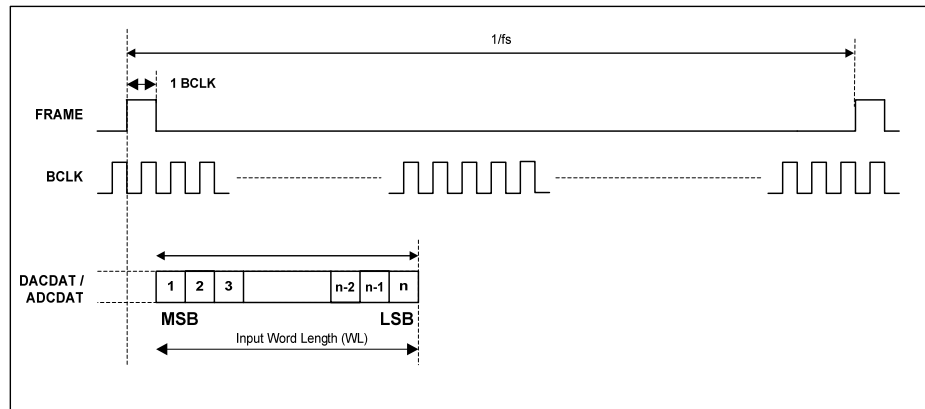 1/fs
1 BCLK
FRAME
BCLK
DACDAT /
ADCDAT
1 2 3 n-2 n-1 n
MSB LSB
Input Word Length (WL)